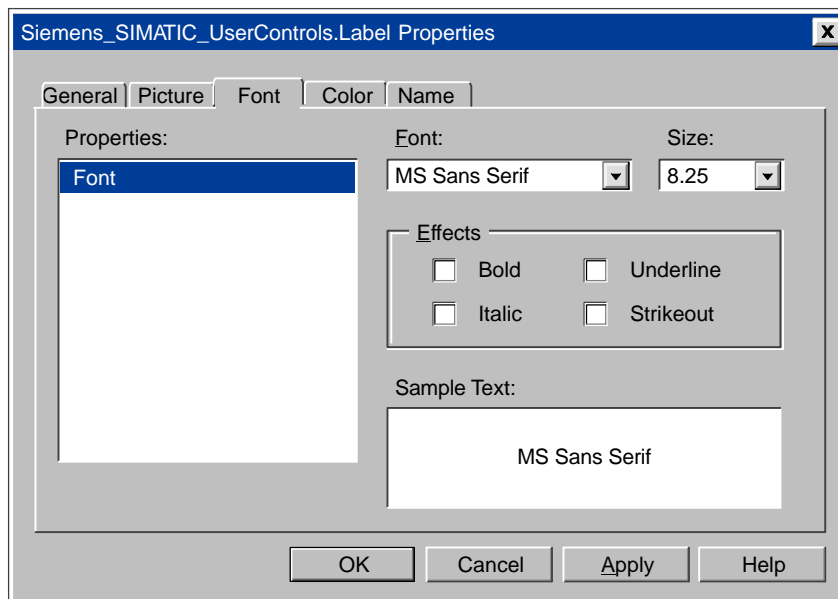 Siemens_SIMATIC_UserControls.Label Properties
General Picture Font Color Name
Properties: Font: Size:
Font MS Sans Serif 8.25
Effects
Bold Underline
Italic Strikeout
Sample Text:
MS Sans Serif
OK Cancel Apply Help